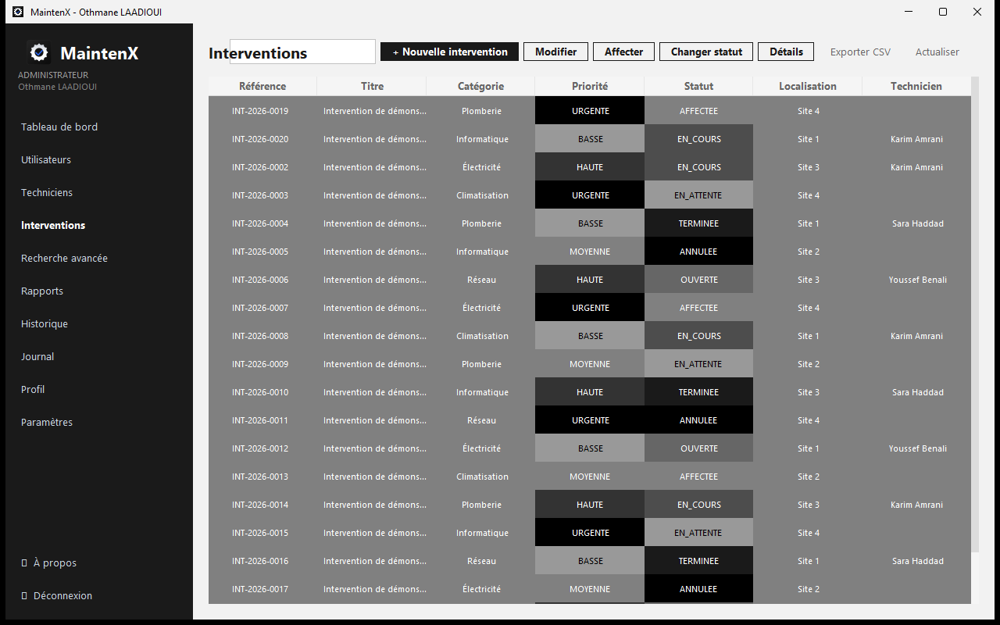 MaintenX - Othmane LAADIOUI
MaintenX
ADMINISTRATEUR
Othmane LAADIOUI
Tableau de bord
Utilisateurs
Techniciens
Interventions
Recherche avancée
Rapports
Historique
Journal
Profil
Paramètres
À propos
Déconnexion
Interventions + Nouvelle intervention Modifier Affecter Changer statut Détails Exporter CSV Actualiser
Référence Titre Catégorie Priorité Statut Localisation Technicien
INT-2026-0019 Intervention de démons... Plomberie URGENTE AFFECTEE Site 4
INT-2026-0020 Intervention de démons... Informatique BASSE EN_COURS Site 1 Karim Amrani
INT-2026-0002 Intervention de démons... Électricité HAUTE EN_COURS Site 3 Karim Amrani
INT-2026-0003 Intervention de démons... Climatisation URGENTE EN_ATTENTE Site 4
INT-2026-0004 Intervention de démons... Plomberie BASSE TERMINEE Site 1 Sara Haddad
INT-2026-0005 Intervention de démons... Informatique MOYENNE ANNULEE Site 2
INT-2026-0006 Intervention de démons... Réseau HAUTE OUVERTE Site 3 Youssef Benali
INT-2026-0007 Intervention de démons... Électricité URGENTE AFFECTEE Site 4
INT-2026-0008 Intervention de démons... Climatisation BASSE EN_COURS Site 1 Karim Amrani
INT-2026-0009 Intervention de démons... Plomberie MOYENNE EN_ATTENTE Site 2
INT-2026-0010 Intervention de démons... Informatique HAUTE TERMINEE Site 3 Sara Haddad
INT-2026-0011 Intervention de démons... Réseau URGENTE ANNULEE Site 4
INT-2026-0012 Intervention de démons... Électricité BASSE OUVERTE Site 1 Youssef Benali
INT-2026-0013 Intervention de démons... Climatisation MOYENNE AFFECTEE Site 2
INT-2026-0014 Intervention de démons... Plomberie HAUTE EN_COURS Site 3 Karim Amrani
INT-2026-0015 Intervention de démons... Informatique URGENTE EN_ATTENTE Site 4
INT-2026-0016 Intervention de démons... Réseau BASSE TERMINEE Site 1 Sara Haddad
INT-2026-0017 Intervention de démons... Électricité MOYENNE ANNULEE Site 2